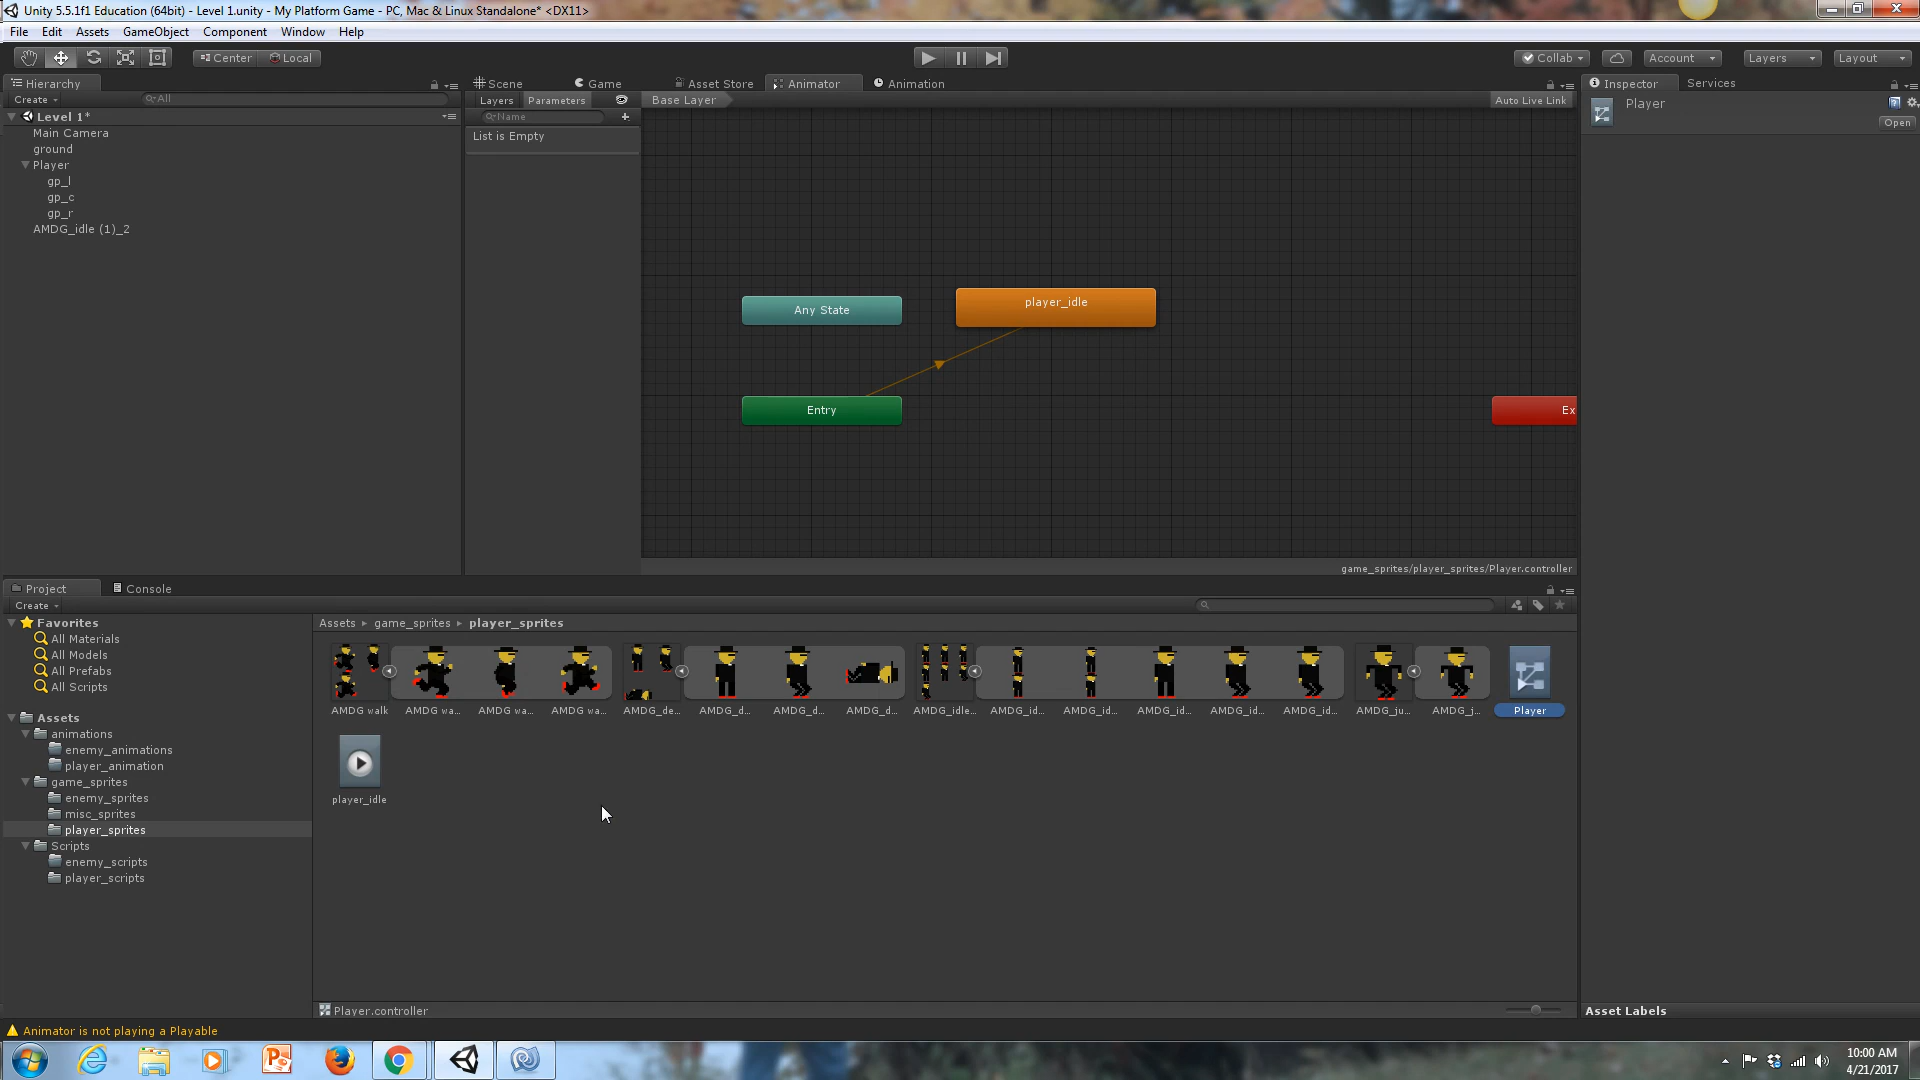 Unity 5.5.1f1 Education (64bit) - Level 1.unity - My Platform Game - PC, Mac & Linux Standalone* <DX11>
File Edit Assets GameObject Component Window Help
Center Local Collab Account Layers Layout
Hierarchy
Create All
Level 1*
Main Camera
ground
Player
gp_l
gp_c
gp_r
AMDG_idle (1)_2
Scene Game Asset Store Animator Animation
Layers Parameters Base Layer Auto Live Link
Name
List is Empty
Any State
player_idle
Entry
Ex
game_sprites/player_sprites/Player.controller
Inspector Services
Player
Open
Project Console
Create
Favorites
All Materials
All Models
All Prefabs
All Scripts
Assets
animations
enemy_animations
player_animation
game_sprites
enemy_sprites
misc_sprites
player_sprites
Scripts
enemy_scripts
player_scripts
Assets game_sprites player_sprites
AMDG walk AMDG wa... AMDG wa... AMDG wa... AMDG_de... AMDG_d... AMDG_d... AMDG_d... AMDG_idle... AMDG_id... AMDG_id... AMDG_id... AMDG_id... AMDG_id... AMDG_ju... AMDG_j... Player
player_idle
Player.controller
Asset Labels
Animator is not playing a Playable
10:00 AM
4/21/2017